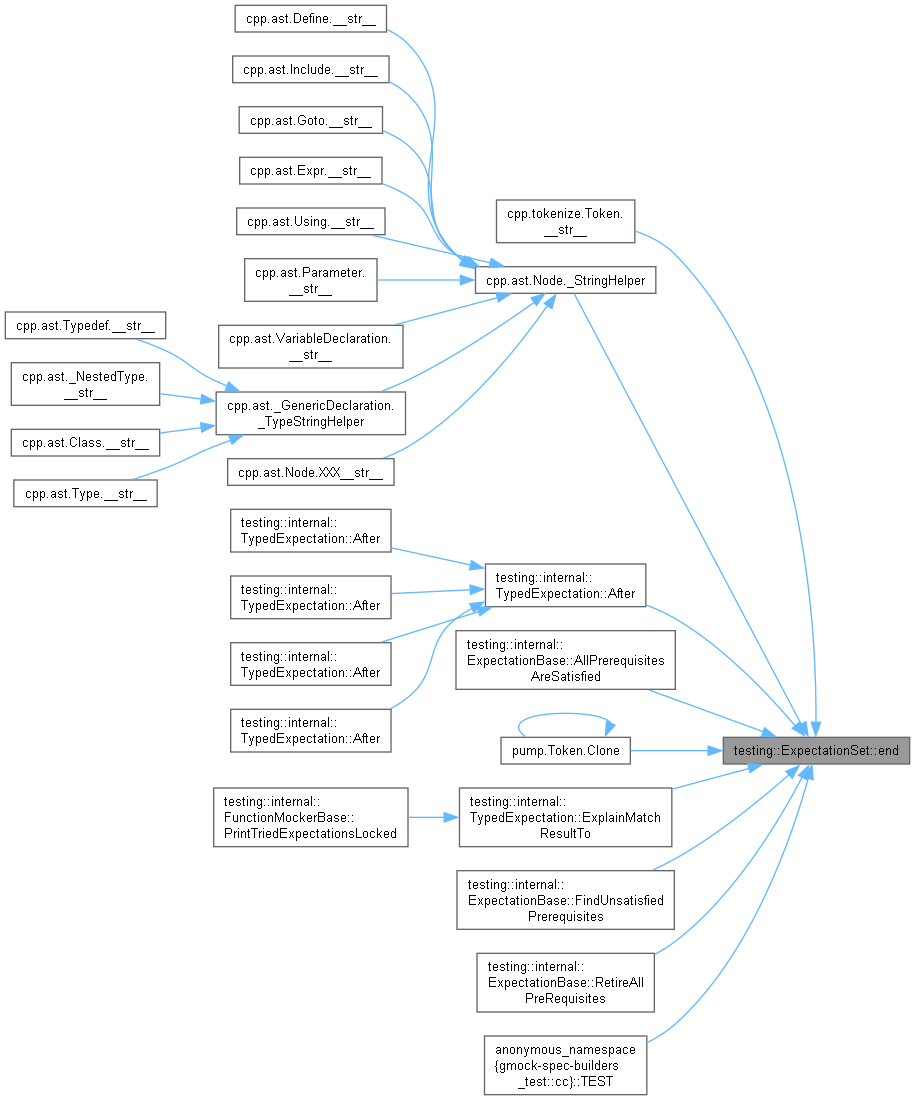 cpp.ast.Define.__str__
cpp.ast.Include.__str__
cpp.ast.Goto.__str__
cpp.ast.Expr.__str__
cpp.ast.Using.__str__
cpp.ast.Parameter.
__str__
cpp.ast.VariableDeclaration.
__str__
cpp.ast.Typedef.__str__
cpp.ast._NestedType.
__str__
cpp.ast.Class.__str__
cpp.ast.Type.__str__
cpp.ast._GenericDeclaration.
_TypeStringHelper
cpp.ast.Node.XXX__str__
cpp.tokenize.Token.
__str__
cpp.ast.Node._StringHelper
testing::internal::
TypedExpectation::After
testing::internal::
TypedExpectation::After
testing::internal::
TypedExpectation::After
testing::internal::
TypedExpectation::After
testing::internal::
TypedExpectation::After
testing::internal::
ExpectationBase::AllPrerequisites
AreSatisfied
pump.Token.Clone
testing::ExpectationSet::end
testing::internal::
FunctionMockerBase::
PrintTriedExpectationsLocked
testing::internal::
TypedExpectation::ExplainMatch
ResultTo
testing::internal::
ExpectationBase::FindUnsatisfied
Prerequisites
testing::internal::
ExpectationBase::RetireAll
PreRequisites
anonymous_namespace
{gmock-spec-builders
_test::cc}::TEST